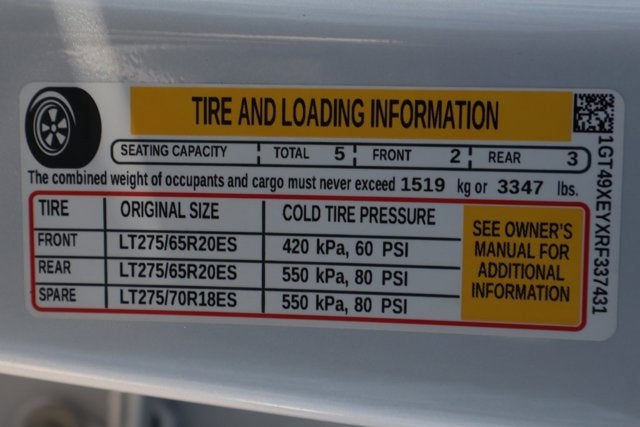 TIRE AND LOADING INFORMATION
SEATING CAPACITY TOTAL 5 FRONT 2 REAR 3
The combined weight of occupants and cargo must never exceed 1519 kg or 3347 lbs.
TIRE ORIGINAL SIZE COLD TIRE PRESSURE
FRONT LT275/65R20ES 420 kPa, 60 PSI
REAR LT275/65R20ES 550 kPa, 80 PSI
SPARE LT275/70R18ES 550 kPa, 80 PSI
SEE OWNER'S
MANUAL FOR
ADDITIONAL
INFORMATION
1GT49XEYXRF337431